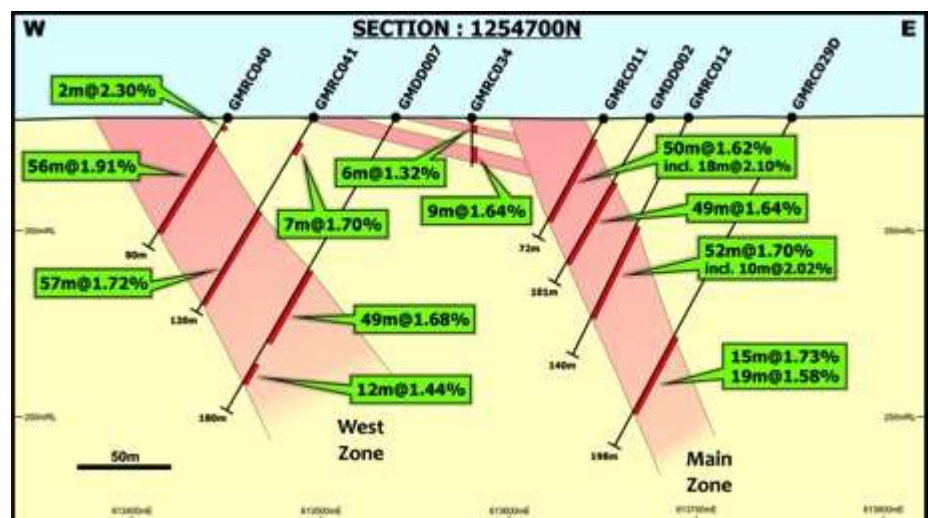 W
SECTION : 1254700N
E
GMRC040
GMRC041
GMDD007
GMRC034
GMRC011
GMDD002
GMRC012
GMRC029D
2m@2.30%
56m@1.91%
57m@1.72%
7m@1.70%
6m@1.32%
9m@1.64%
49m@1.68%
12m@1.44%
50m@1.62%
incl. 18m@2.10%
49m@1.64%
52m@1.70%
incl. 10m@2.02%
15m@1.73%
19m@1.58%
72m
101m
140m
180m
West
Zone
Main
Zone
50m